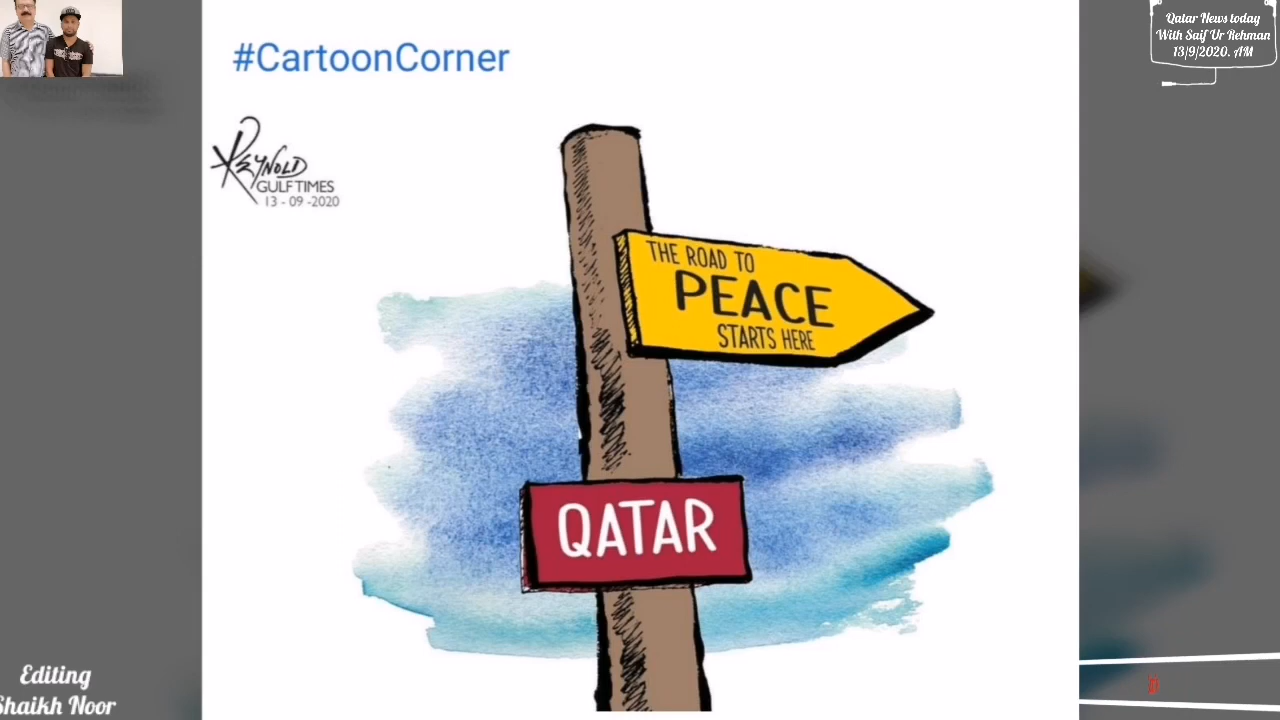 #CartoonCorner
Qatar News today
With Saif Ur Rehman
13/9/2020. AM
REYNOLD
GULF TIMES
13 - 09 -2020
THE ROAD TO
PEACE
STARTS HERE
QATAR
Editing
Shaikh Noor